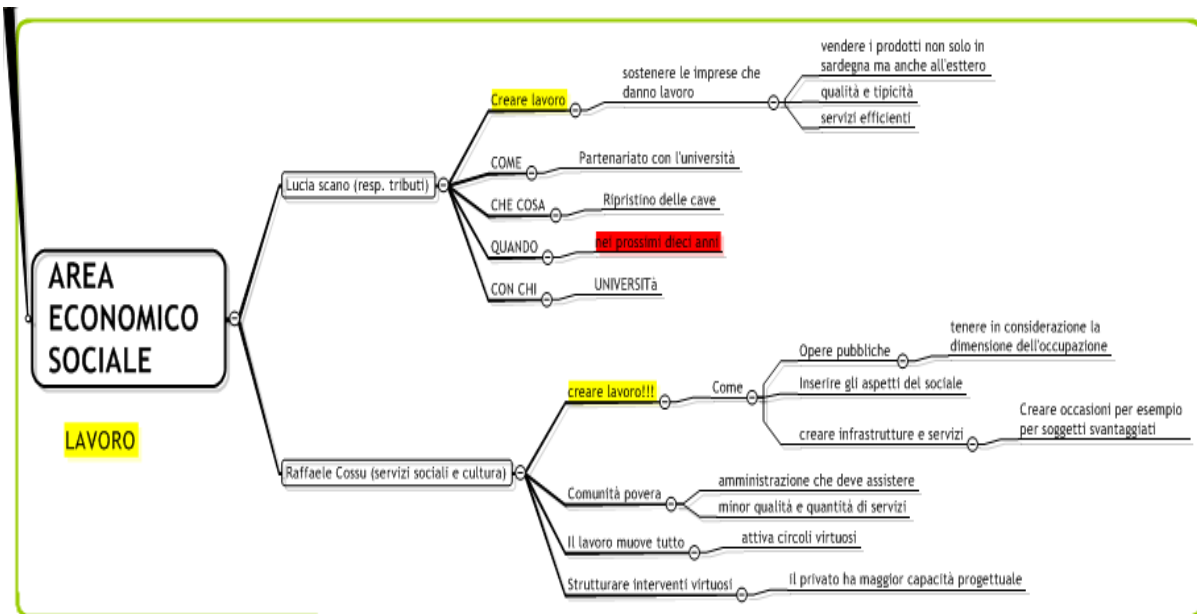 AREA
ECONOMICO
SOCIALE
LAVORO
Lucia scano (resp. tributi)
Creare lavoro
sostenere le imprese che
danno lavoro
vendere i prodotti non solo in
sardegna ma anche all'esttero
qualità e tipicità
servizi efficienti
COME
Partenariato con l'università
CHE COSA
Ripristino delle cave
QUANDO
nei prossimi dieci anni
CON CHI
UNIVERSITà
Raffaele Cossu (servizi sociali e cultura)
creare lavoro!!!
Come
Opere pubbliche
tenere in considerazione la
dimensione dell'occupazione
Inserire gli aspetti del sociale
creare infrastrutture e servizi
Creare occasioni per esempio
per soggetti svantaggiati
Comunità povera
amministrazione che deve assistere
minor qualità e quantità di servizi
Il lavoro muove tutto
attiva circoli virtuosi
Strutturare interventi virtuosi
il privato ha maggior capacità progettuale